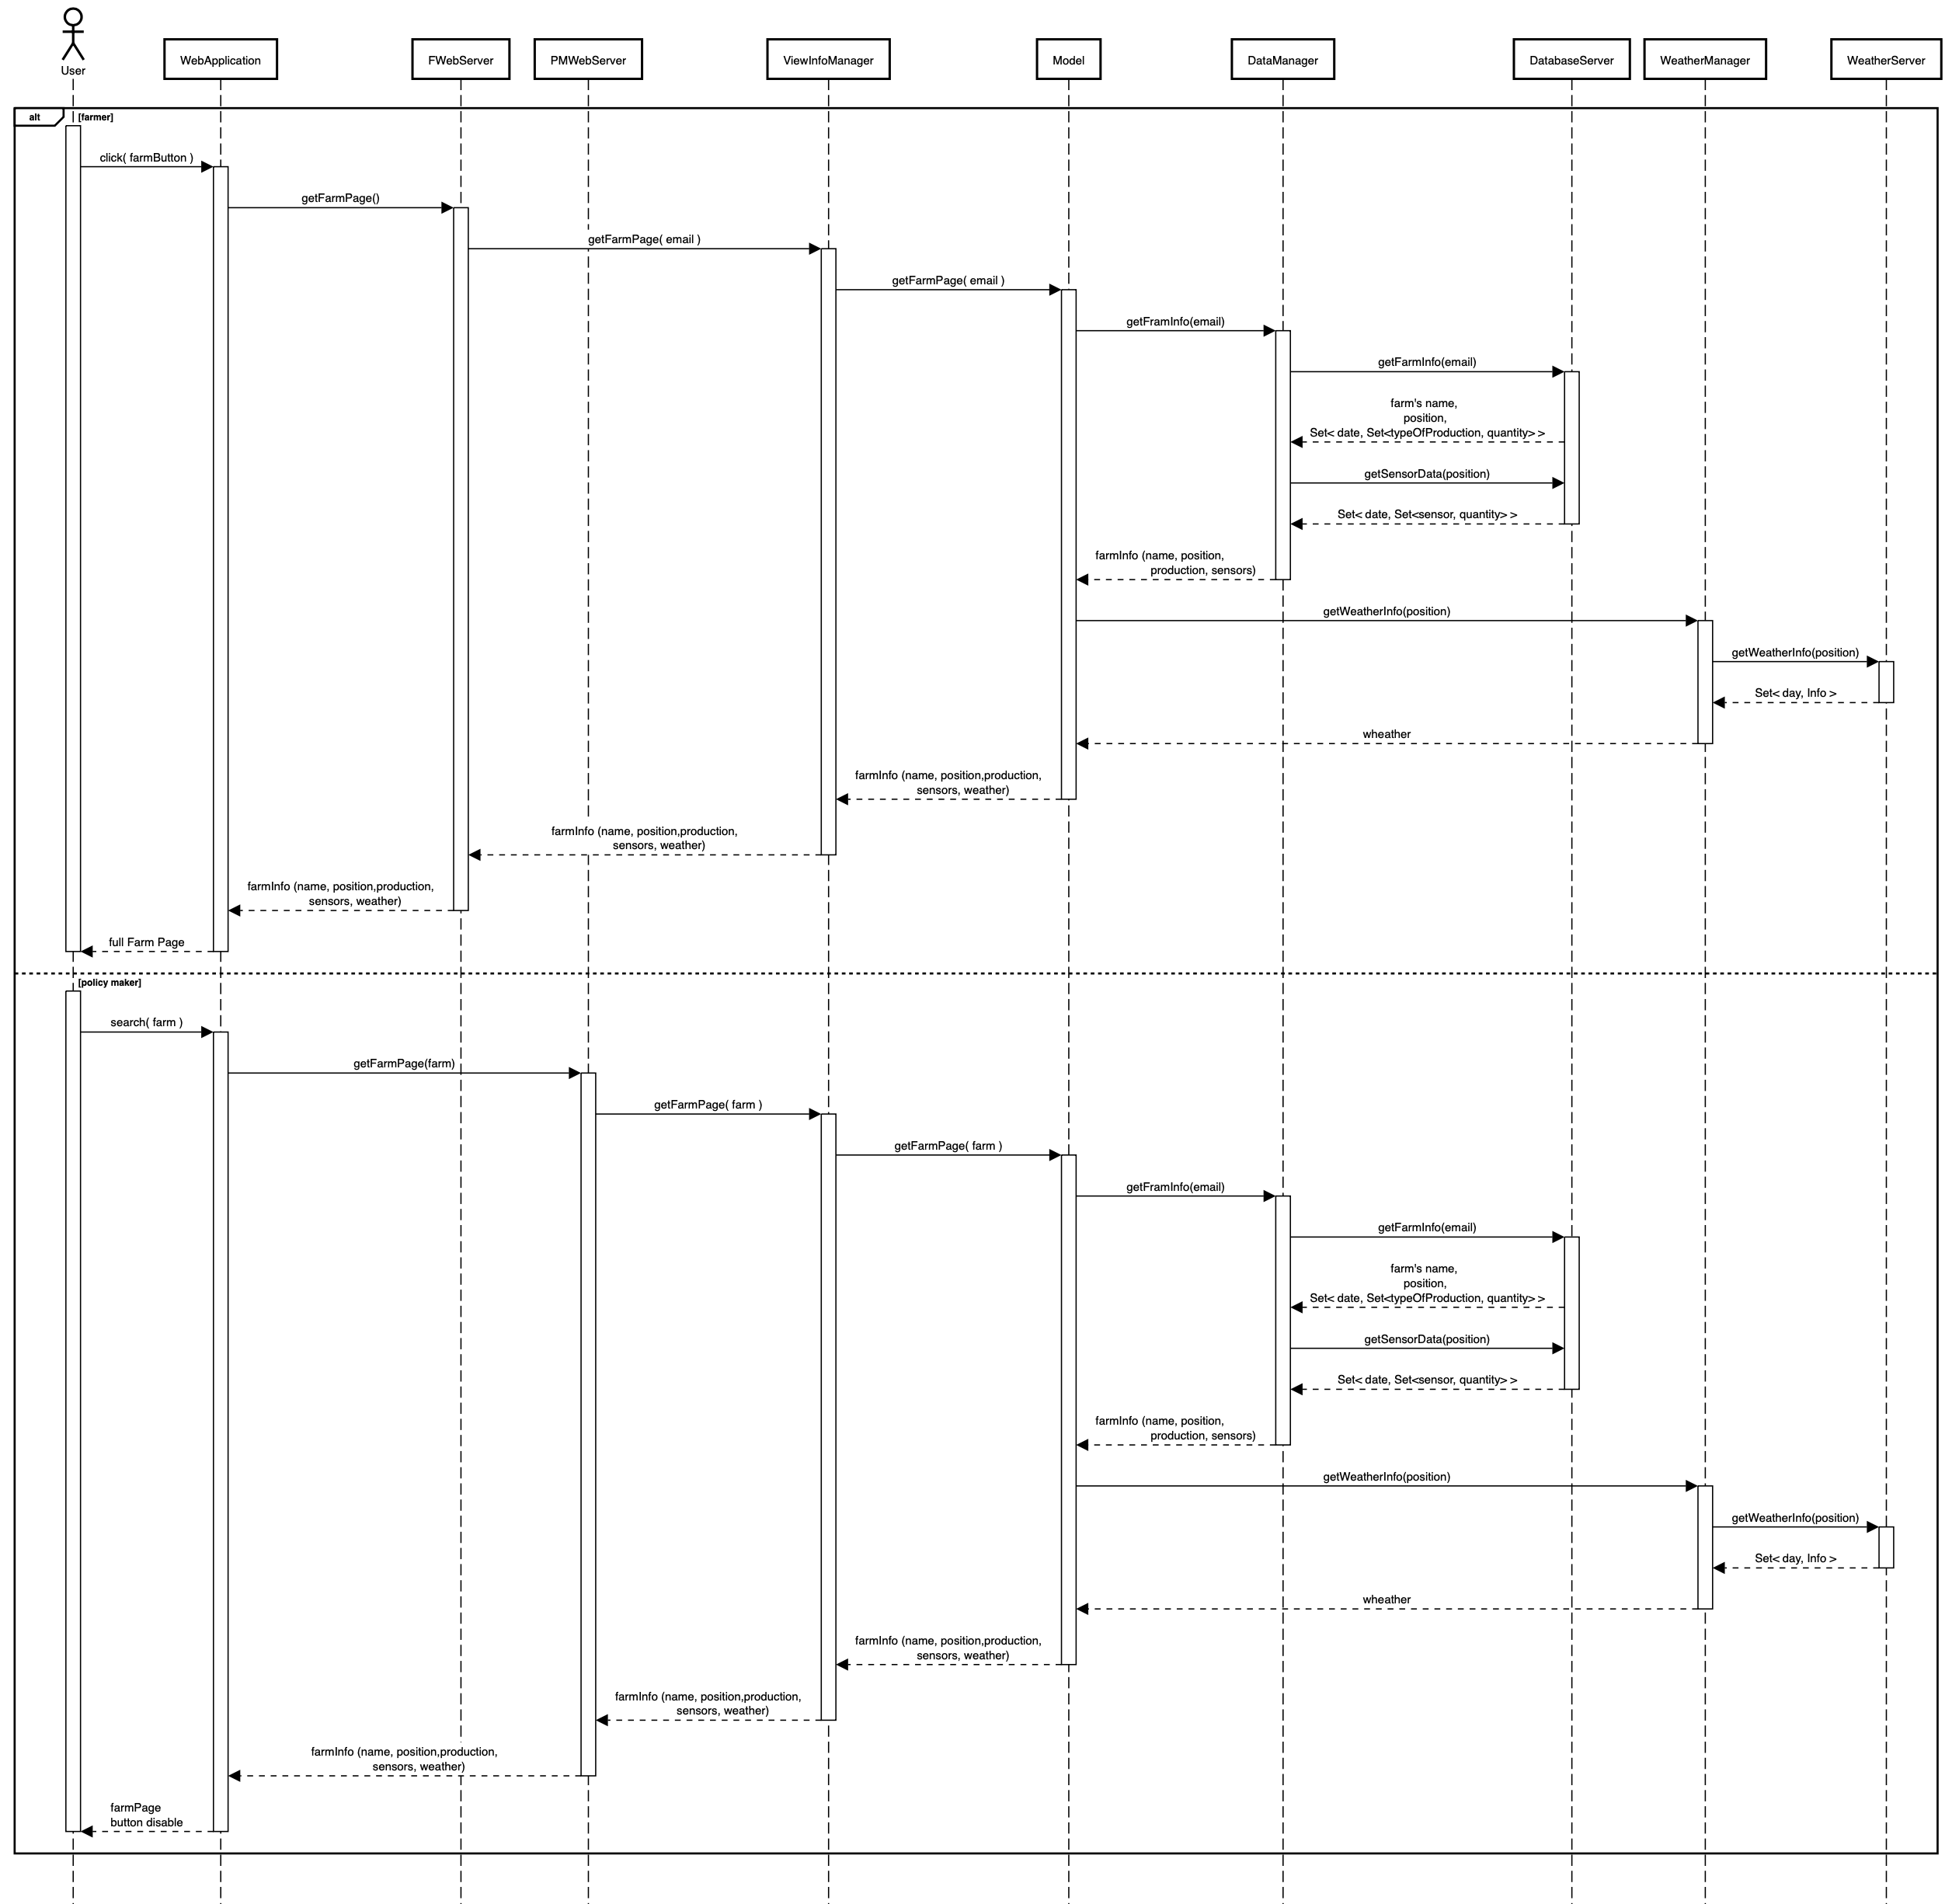 User
WebApplication
FWebServer
PMWebServer
ViewInfoManager
Model
DataManager
DatabaseServer
WeatherManager
WeatherServer
alt
[farmer]
click( farmButton )
getFarmPage()
getFarmPage( email )
getFarmPage( email )
getFramInfo(email)
getFarmInfo(email)
farm's name,
position,
Set< date, Set<typeOfProduction, quantity> >
getSensorData(position)
Set< date, Set<sensor, quantity> >
farmInfo (name, position,
production, sensors)
getWeatherInfo(position)
getWeatherInfo(position)
Set< day, Info >
wheather
farmInfo (name, position,production,
sensors, weather)
farmInfo (name, position,production,
sensors, weather)
farmInfo (name, position,production,
sensors, weather)
full Farm Page
[policy maker]
search( farm )
getFarmPage(farm)
getFarmPage( farm )
getFarmPage( farm )
getFramInfo(email)
getFarmInfo(email)
farm's name,
position,
Set< date, Set<typeOfProduction, quantity> >
getSensorData(position)
Set< date, Set<sensor, quantity> >
farmInfo (name, position,
production, sensors)
getWeatherInfo(position)
getWeatherInfo(position)
Set< day, Info >
wheather
farmInfo (name, position,production,
sensors, weather)
farmInfo (name, position,production,
sensors, weather)
farmInfo (name, position,production,
sensors, weather)
farmPage
button disable